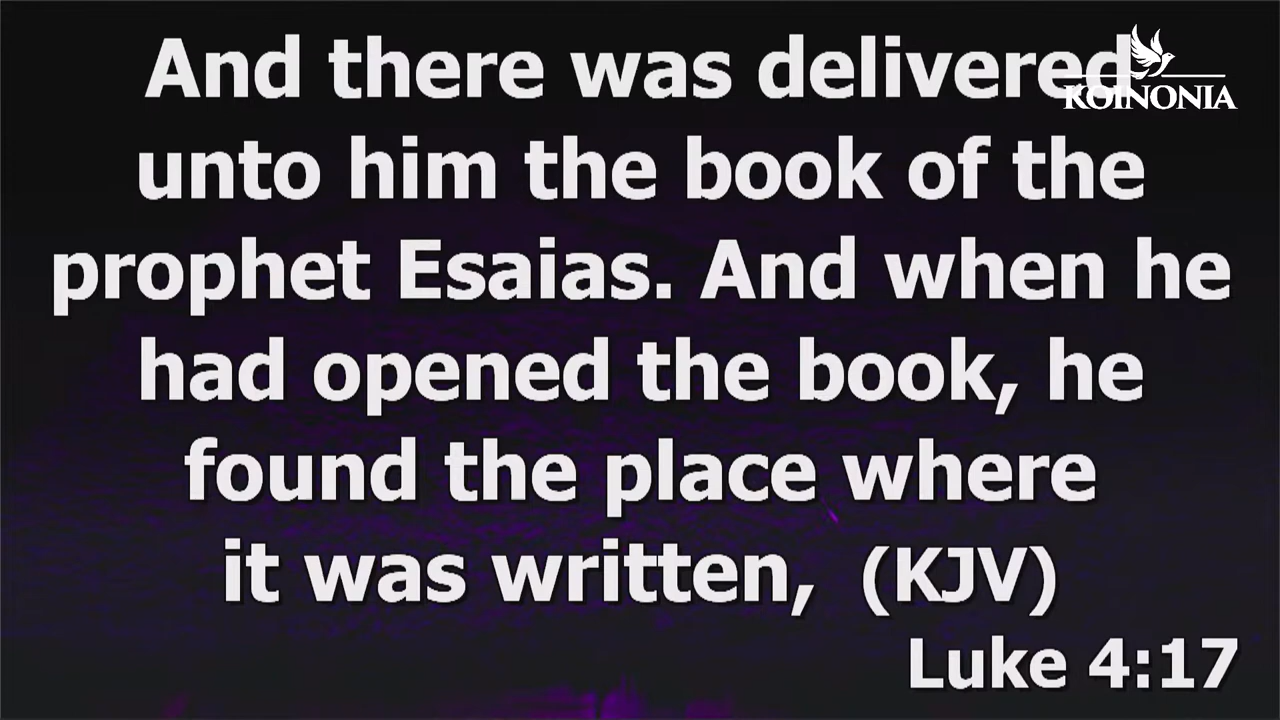 And there was delivered
KOINONIA
unto him the book of the
prophet Esaias. And when he
had opened the book, he
found the place where
it was written, (KJV)
Luke 4:17